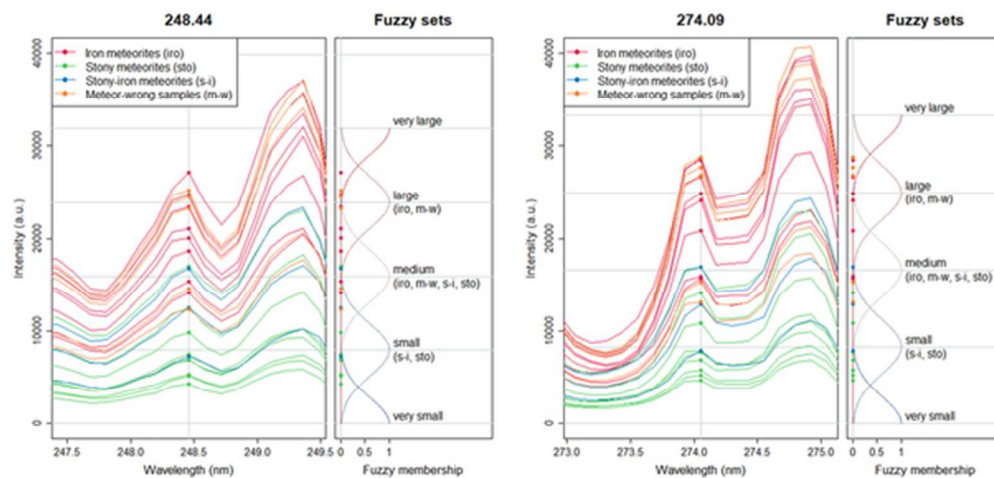 248.44
Fuzzy sets
Iron meteorites (iro)
Stony meteorites (sto)
Stony-iron meteorites (s-i)
Meteor-wrong samples (m-w)
Intensity (a.u.)
0
10000
20000
30000
40000
247.5
248.0
248.5
249.0
249.5
Wavelength (nm)
very large
large
(iro, m-w)
medium
(iro, m-w, s-i, sto)
small
(s-i, sto)
very small
0
0.5
1
Fuzzy membership
274.09
Fuzzy sets
Iron meteorites (iro)
Stony meteorites (sto)
Stony-iron meteorites (s-i)
Meteor-wrong samples (m-w)
Intensity (a.u.)
0
10000
20000
30000
40000
273.0
273.5
274.0
274.5
275.0
Wavelength (nm)
very large
large
(iro, m-w)
medium
(iro, m-w, s-i, sto)
small
(s-i, sto)
very small
0
0.5
1
Fuzzy membership